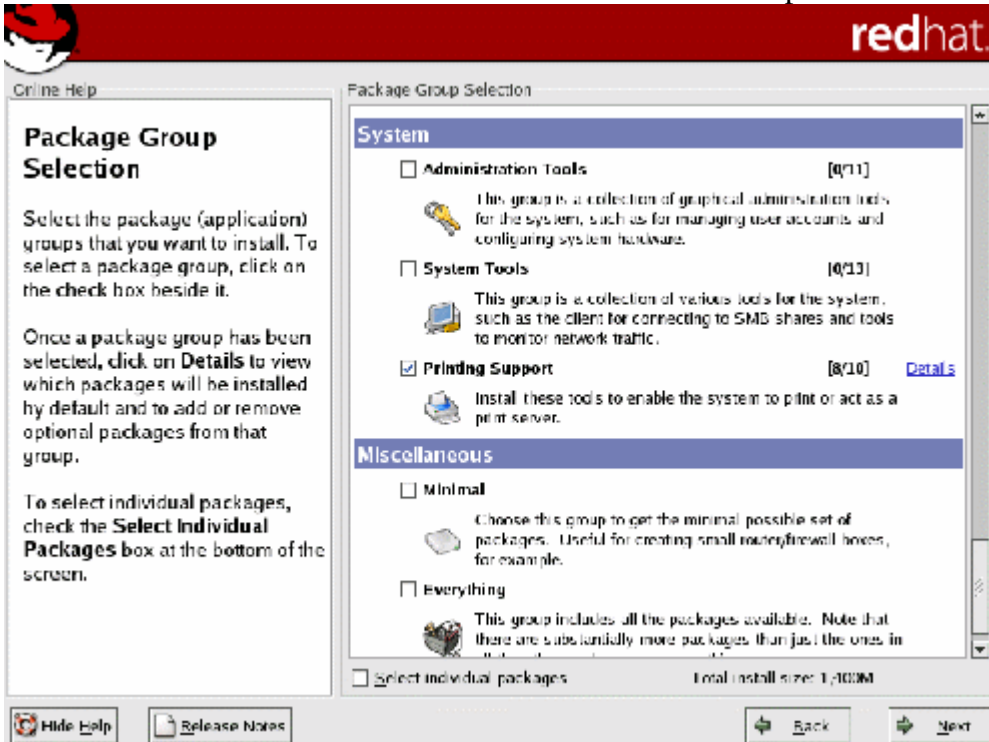 redhat.
Online Help
Package Group
Selection
Select the package (application)
groups that you want to install. To
select a package group, click on
the check box beside it.
Once a package group has been
selected, click on Details to view
which packages will be installed
by default and to add or remove
optional packages from that
group.
To select individual packages,
check the Select Individual
Packages box at the bottom of the
screen.
Package Group Selection
System
Administration Tools [0/11]
This group is a collection of graphical administration tools
for the system, such as for managing user accounts and
configuring system hardware.
System Tools [0/13]
This group is a collection of various tools for the system,
such as the client for connecting to SMB shares and tools
to monitor network traffic.
Printing Support [8/10] Details
Install these tools to enable the system to print or act as a
print server.
Miscellaneous
Minimal
Choose this group to get the minimal possible set of
packages. Useful for creating small router/firewall boxes,
for example.
Everything
This group includes all the packages available. Note that
there are substantially more packages than just the ones in
Select individual packages Total install size:
Hide Help Release Notes Back Next